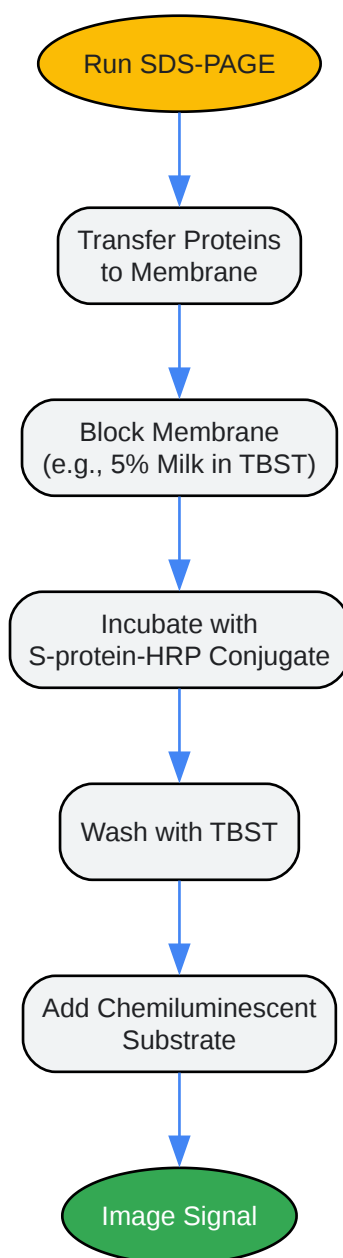 Run SDS-PAGE
Transfer Proteins
to Membrane
Block Membrane
(e.g., 5% Milk in TBST)
Incubate with
S-protein-HRP Conjugate
Wash with TBST
Add Chemiluminescent
Substrate
Image Signal